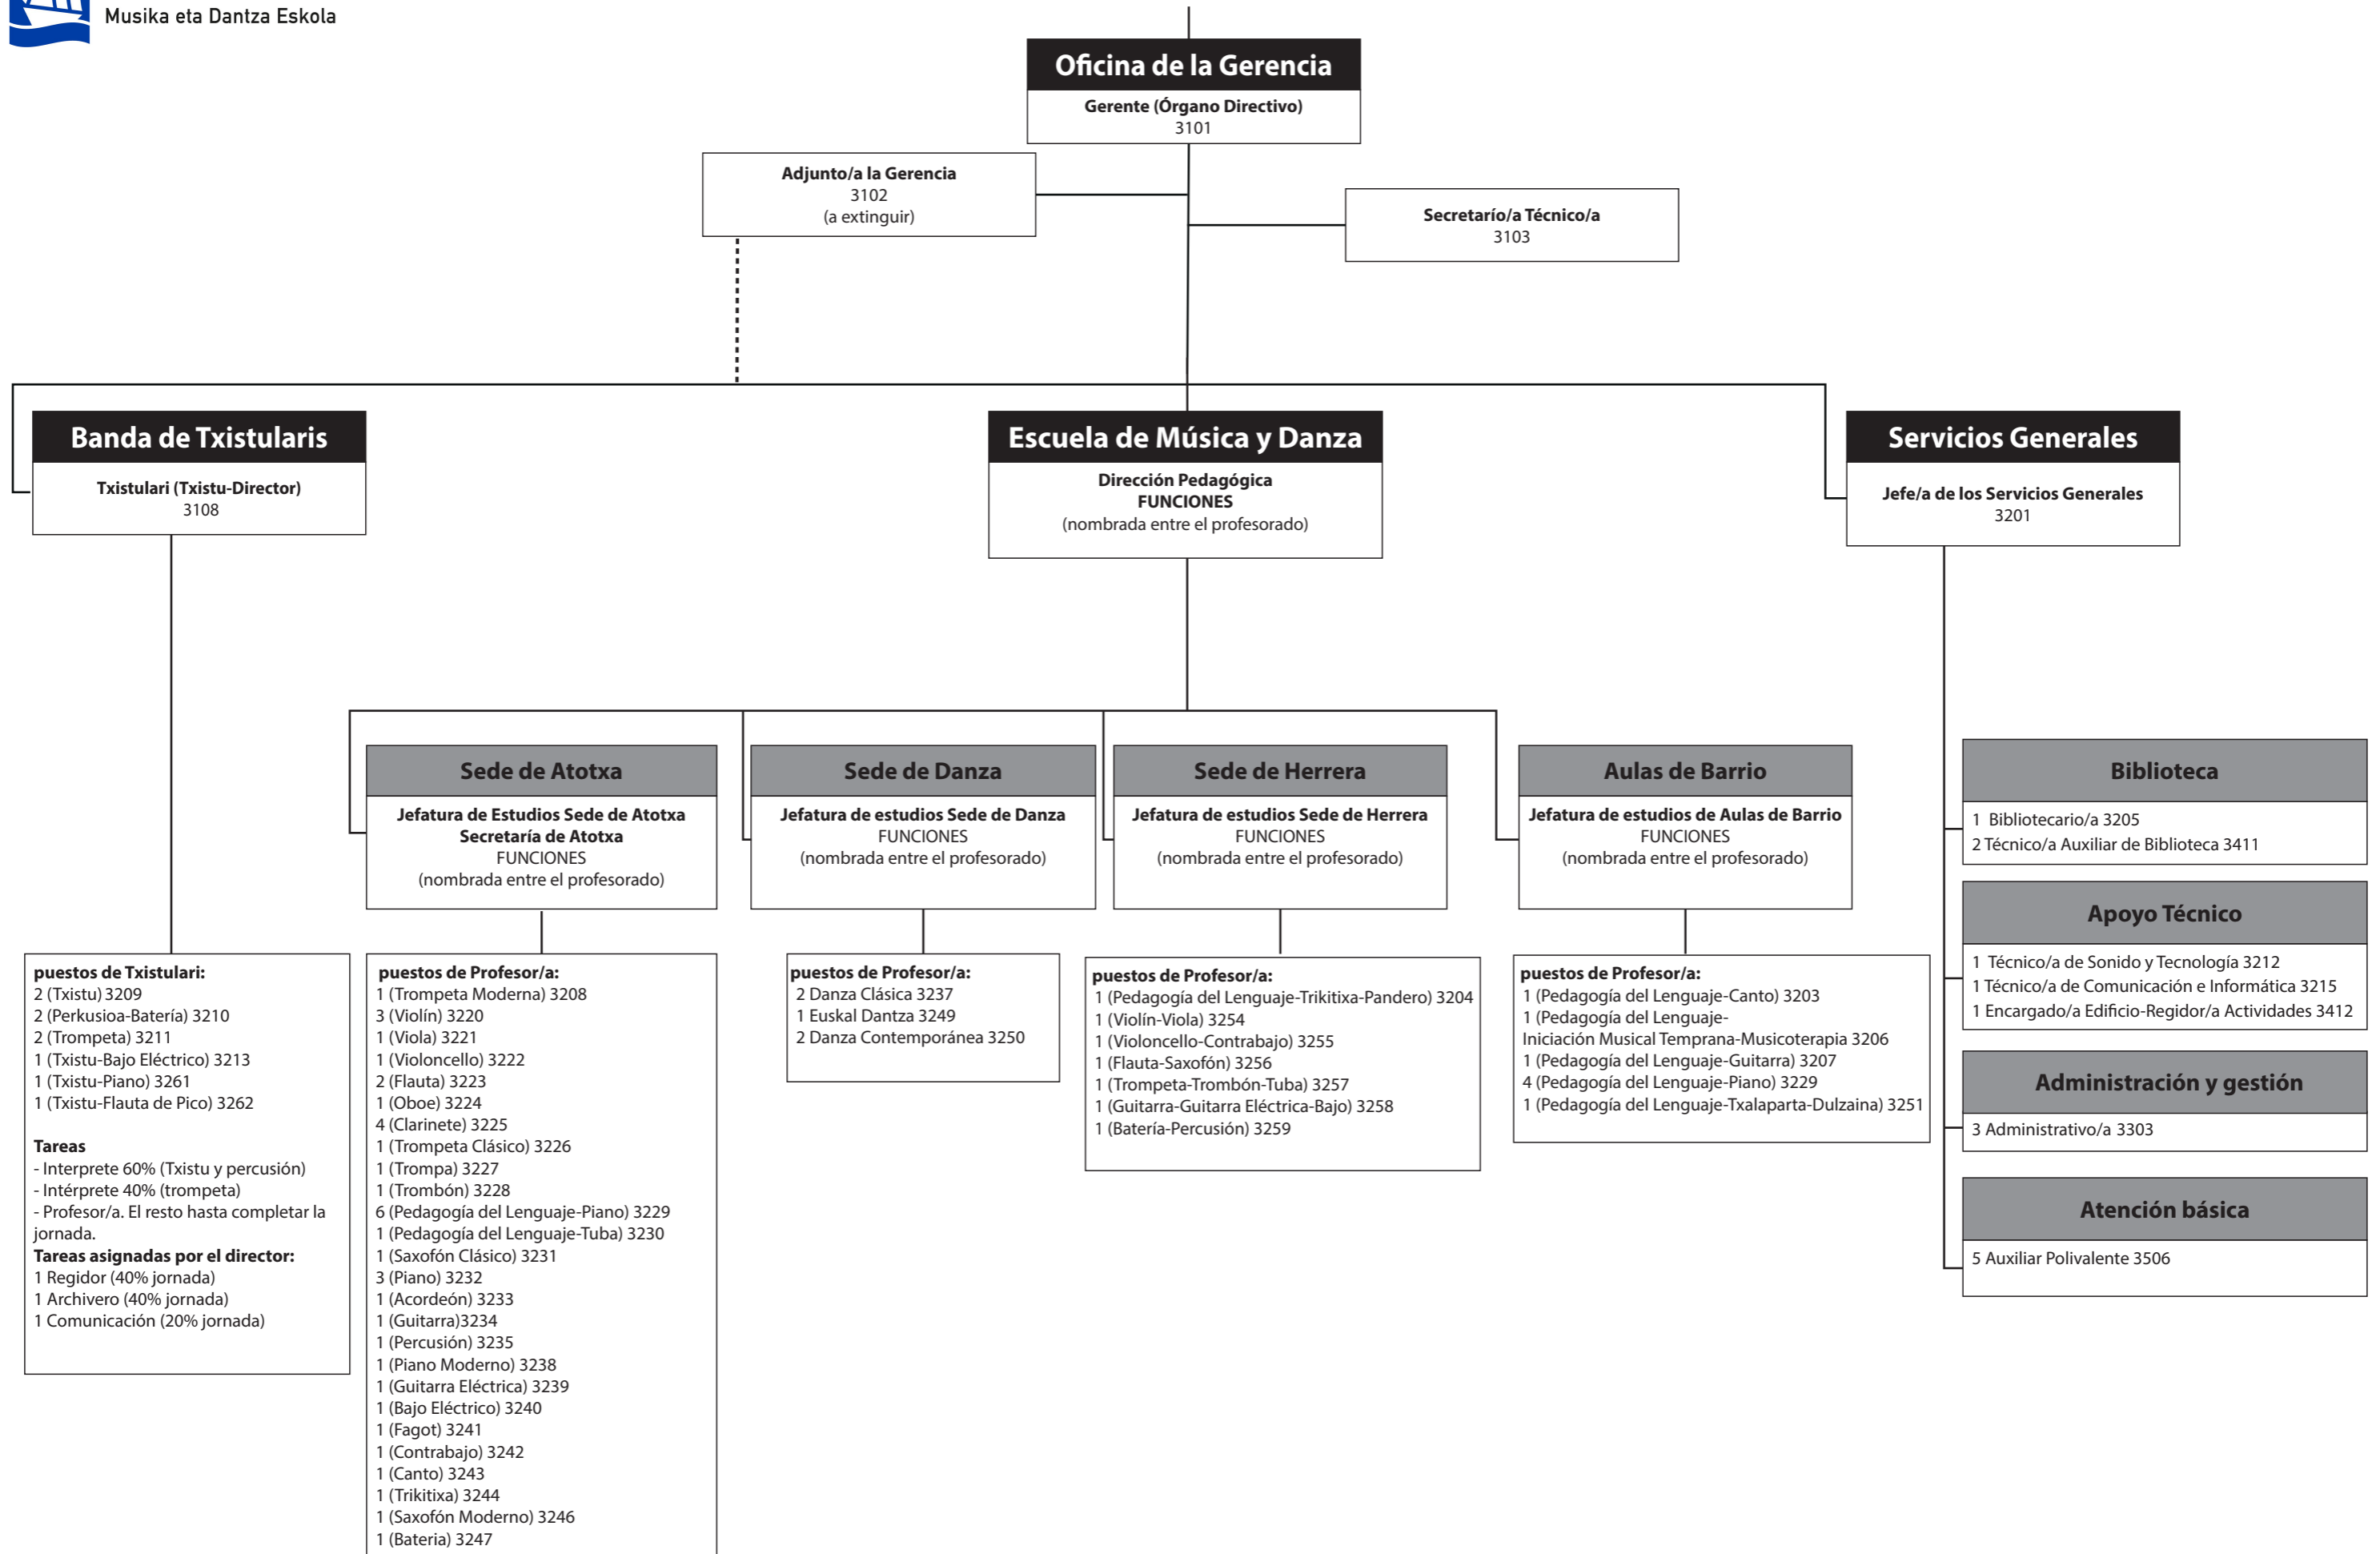 Musika eta Dantza Eskola
Oficina de la Gerencia
Gerente (Órgano Directivo)
3101
Adjunto/a la Gerencia
3102
(a extinguir)
Secretarío/a Técnico/a
3103
Banda de Txistularis
Txistulari (Txistu-Director)
3108
Escuela de Música y Danza
Dirección Pedagógica
FUNCIONES
(nombrada entre el profesorado)
Servicios Generales
Jefe/a de los Servicios Generales
3201
Sede de Atotxa
Jefatura de Estudios Sede de Atotxa
Secretaría de Atotxa
FUNCIONES
(nombrada entre el profesorado)
Sede de Danza
Jefatura de estudios Sede de Danza
FUNCIONES
(nombrada entre el profesorado)
Sede de Herrera
Jefatura de estudios Sede de Herrera
FUNCIONES
(nombrada entre el profesorado)
Aulas de Barrio
Jefatura de estudios de Aulas de Barrio
FUNCIONES
(nombrada entre el profesorado)
Biblioteca
1 Bibliotecario/a 3205
2 Técnico/a Auxiliar de Biblioteca 3411
Apoyo Técnico
1 Técnico/a de Sonido y Tecnología 3212
1 Técnico/a de Comunicación e Informática 3215
1 Encargado/a Edificio-Regidor/a Actividades 3412
Administración y gestión
3 Administrativo/a 3303
Atención básica
5 Auxiliar Polivalente 3506
puestos de Txistulari:
2 (Txistu) 3209
2 (Perkusioa-Batería) 3210
2 (Trompeta) 3211
1 (Txistu-Bajo Eléctrico) 3213
1 (Txistu-Piano) 3261
1 (Txistu-Flauta de Pico) 3262
Tareas
- Interprete 60% (Txistu y percusión)
- Intérprete 40% (trompeta)
- Profesor/a. El resto hasta completar la
jornada.
Tareas asignadas por el director:
1 Regidor (40% jornada)
1 Archivero (40% jornada)
1 Comunicación (20% jornada)
puestos de Profesor/a:
1 (Trompeta Moderna) 3208
3 (Violín) 3220
1 (Viola) 3221
1 (Violoncello) 3222
2 (Flauta) 3223
1 (Oboe) 3224
4 (Clarinete) 3225
1 (Trompeta Clásico) 3226
1 (Trompa) 3227
1 (Trombón) 3228
6 (Pedagogía del Lenguaje-Piano) 3229
1 (Pedagogía del Lenguaje-Tuba) 3230
1 (Saxofón Clásico) 3231
3 (Piano) 3232
1 (Acordeón) 3233
1 (Guitarra)3234
1 (Percusión) 3235
1 (Piano Moderno) 3238
1 (Guitarra Eléctrica) 3239
1 (Bajo Eléctrico) 3240
1 (Fagot) 3241
1 (Contrabajo) 3242
1 (Canto) 3243
1 (Trikitixa) 3244
1 (Saxofón Moderno) 3246
1 (Bateria) 3247
puestos de Profesor/a:
2 Danza Clásica 3237
1 Euskal Dantza 3249
2 Danza Contemporánea 3250
puestos de Profesor/a:
1 (Pedagogía del Lenguaje-Trikitixa-Pandero) 3204
1 (Violín-Viola) 3254
1 (Violoncello-Contrabajo) 3255
1 (Flauta-Saxofón) 3256
1 (Trompeta-Trombón-Tuba) 3257
1 (Guitarra-Guitarra Eléctrica-Bajo) 3258
1 (Batería-Percusión) 3259
puestos de Profesor/a:
1 (Pedagogía del Lenguaje-Canto) 3203
1 (Pedagogía del Lenguaje-
Iniciación Musical Temprana-Musicoterapia 3206
1 (Pedagogía del Lenguaje-Guitarra) 3207
4 (Pedagogía del Lenguaje-Piano) 3229
1 (Pedagogía del Lenguaje-Txalaparta-Dulzaina) 3251